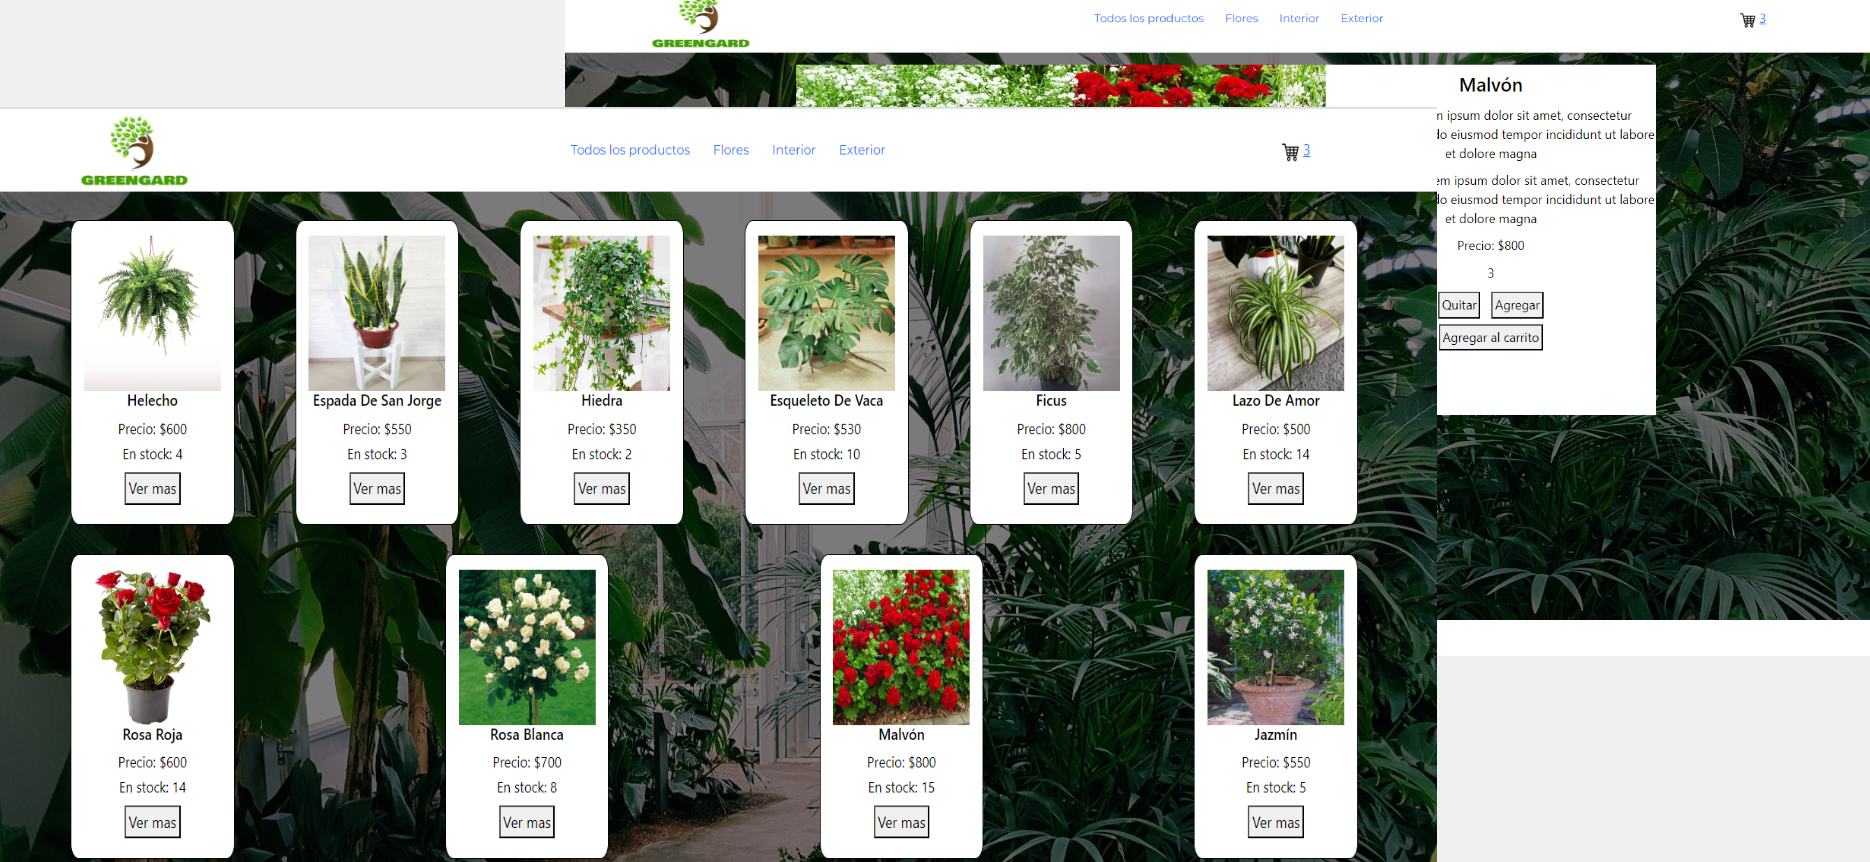 GREENGARD
Todos los productos Flores Interior Exterior
3
Malvón
ipsum dolor sit amet, consectetur
eiusmod tempor incididunt ut labore
et dolore magna
ipsum dolor sit amet, consectetur
eiusmod tempor incididunt ut labore
et dolore magna
Precio: $800
3
Quitar Agregar
Agregar al carrito
GREENGARD
Todos los productos Flores Interior Exterior
3
Helecho
Precio: $600
En stock: 4
Ver mas
Espada De San Jorge
Precio: $550
En stock: 3
Ver mas
Hiedra
Precio: $350
En stock: 2
Ver mas
Esqueleto De Vaca
Precio: $530
En stock: 10
Ver mas
Ficus
Precio: $800
En stock: 5
Ver mas
Lazo De Amor
Precio: $500
En stock: 14
Ver mas
Rosa Roja
Precio: $600
En stock: 14
Ver mas
Rosa Blanca
Precio: $700
En stock: 8
Ver mas
Malvón
Precio: $800
En stock: 15
Ver mas
Jazmín
Precio: $550
En stock: 5
Ver mas